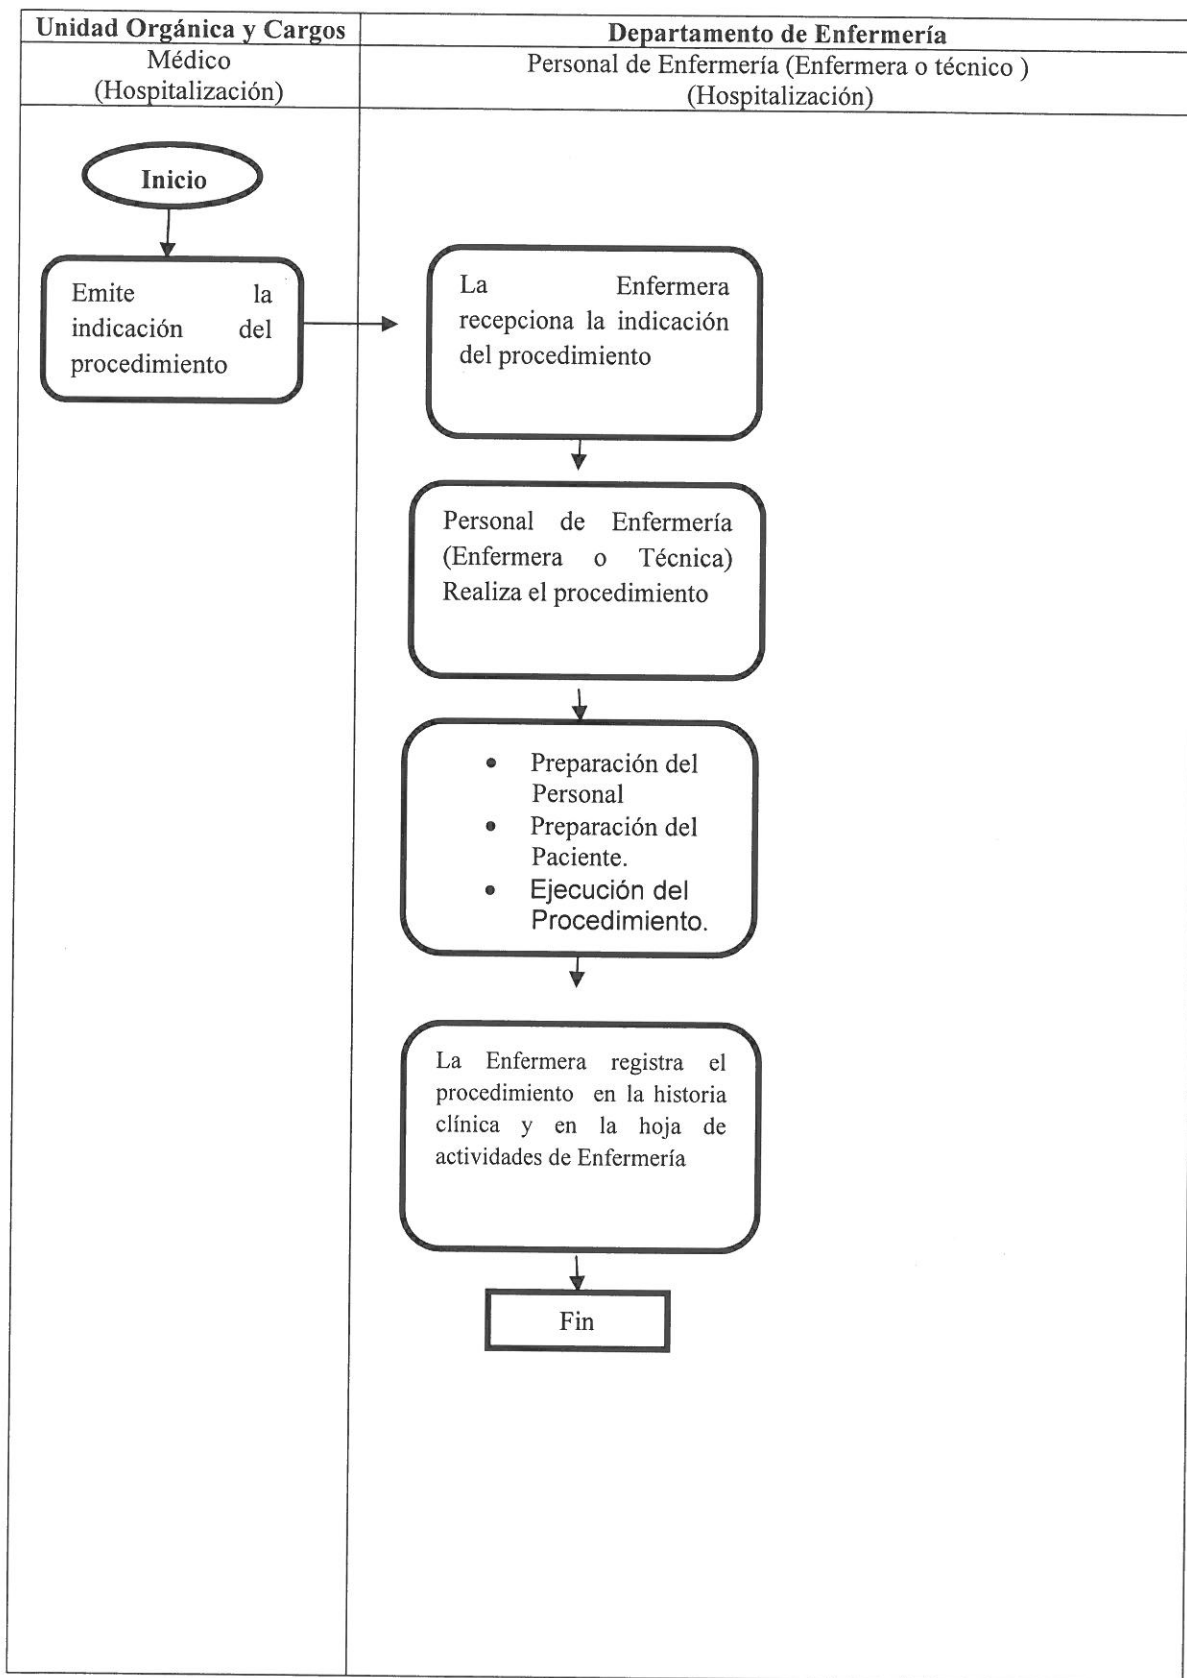 Unidad Orgánica y Cargos
Departamento de Enfermería
Médico
(Hospitalización)
Personal de Enfermería (Enfermera o técnico )
(Hospitalización)
Inicio
Emite la
indicación del
procedimiento
La Enfermera
recepciona la indicación
del procedimiento
Personal de Enfermería
(Enfermera o Técnica)
Realiza el procedimiento
• Preparación del
Personal
• Preparación del
Paciente.
• Ejecución del
Procedimiento.
La Enfermera registra el
procedimiento en la historia
clínica y en la hoja de
actividades de Enfermería
Fin